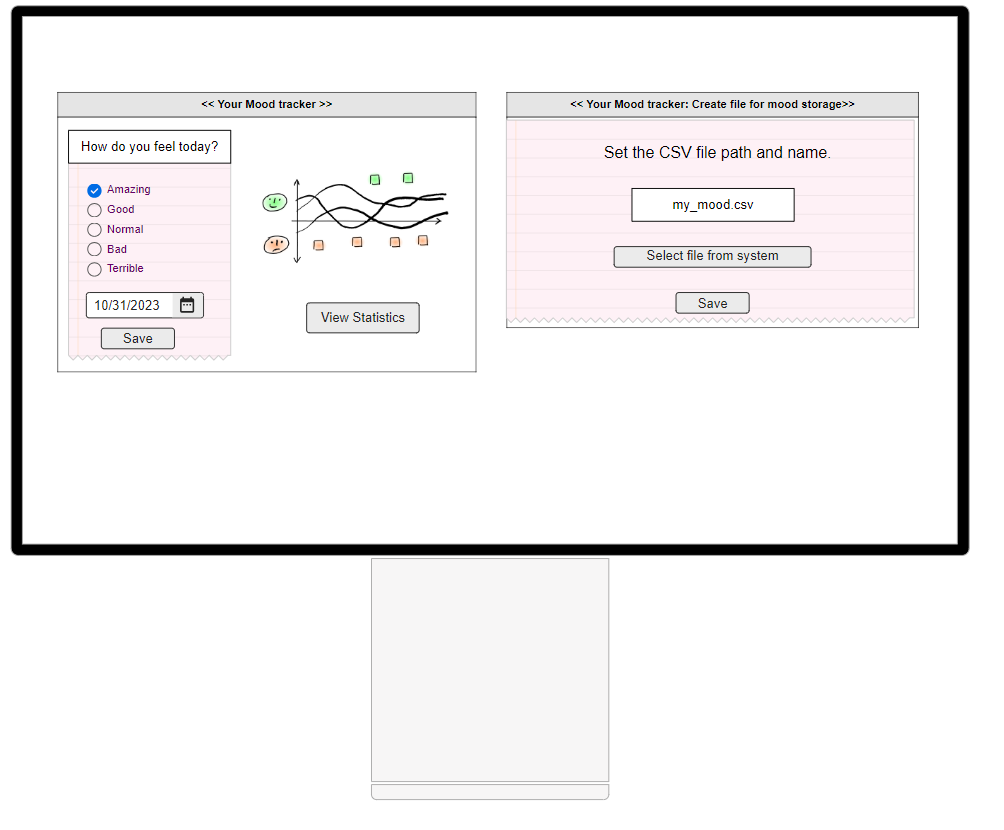 << Your Mood tracker >>
How do you feel today?
Amazing
Good
Normal
Bad
Terrible
10/31/2023
Save
View Statistics
<< Your Mood tracker: Create file for mood storage>>
Set the CSV file path and name.
my_mood.csv
Select file from system
Save